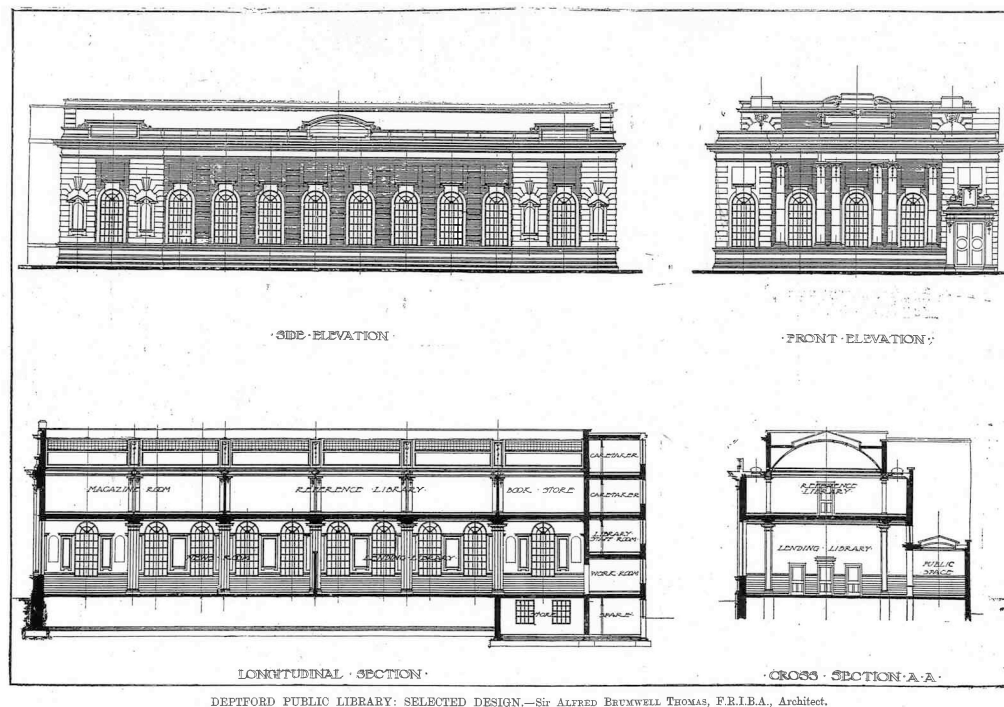 · SIDE · ELEVATION ·
· FRONT · ELEVATION ·
CARETAKER
MAGAZINE ROOM
REFERENCE · LIBRARY ·
BOOK · STORE
CARETAKER
LIBRARY
STAFF ROOM
NEWS · ROOM
LENDING · LIBRARY
WORK ROOM
STORE
SPARE
REFERENCE
LIBRARY
LENDING · LIBRARY
PUBLIC
SPACE
LONGITUDINAL · SECTION ·
· CROSS · SECTION · A · A ·
DEPTFORD PUBLIC LIBRARY: SELECTED DESIGN.—Sir ALFRED BRUMWELL THOMAS, F.R.I.B.A., Architect.